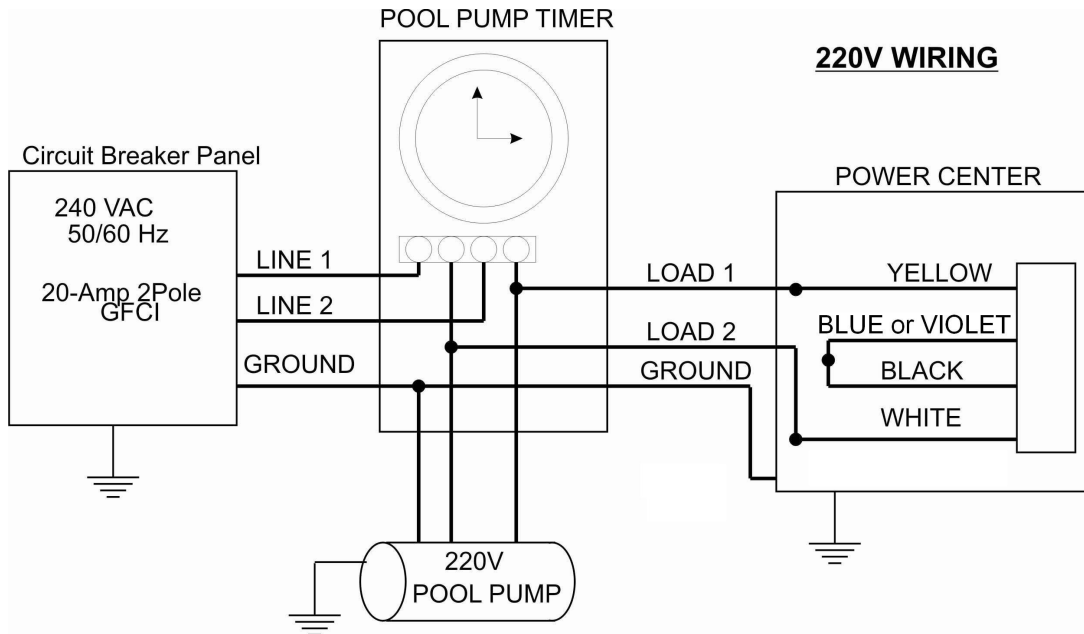 POOL PUMP TIMER
220V WIRING
Circuit Breaker Panel
240 VAC
50/60 Hz
20-Amp 2Pole
GFCI
LINE 1
LINE 2
GROUND
POWER CENTER
LOAD 1
YELLOW
BLUE or VIOLET
LOAD 2
GROUND
BLACK
WHITE
220V
POOL PUMP